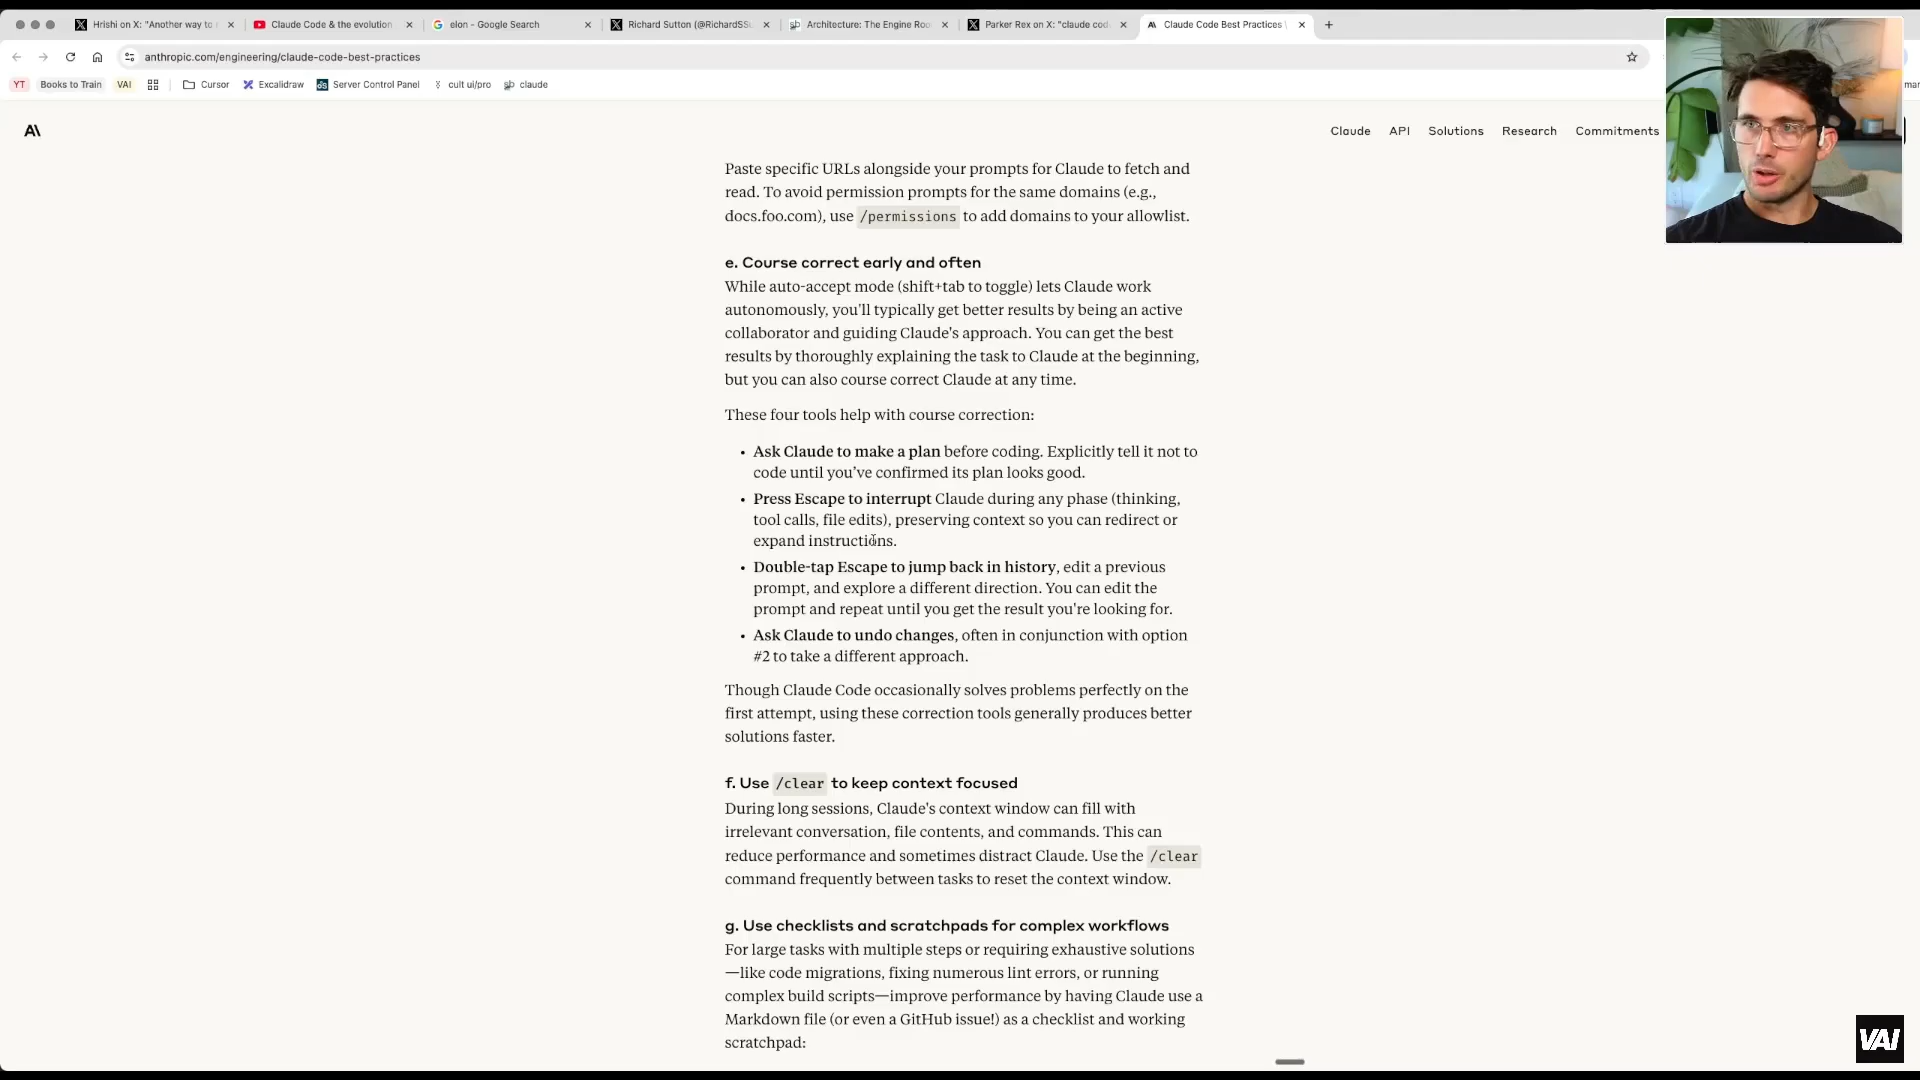 Hrishi on X: "Another way to r
Claude Code & the evolution
elon - Google Search
Richard Sutton (@RichardSSu
Architecture: The Engine Roo
Parker Rex on X: "claude cod
Claude Code Best Practices \
anthropic.com/engineering/claude-code-best-practices
YT
Books to Train
VAI
Cursor
Excalidraw
Server Control Panel
cult ui/pro
claude
A\
Claude
API
Solutions
Research
Commitments
Paste specific URLs alongside your prompts for Claude to fetch and
read. To avoid permission prompts for the same domains (e.g.,
docs.foo.com), use /permissions to add domains to your allowlist.
e. Course correct early and often
While auto-accept mode (shift+tab to toggle) lets Claude work
autonomously, you'll typically get better results by being an active
collaborator and guiding Claude's approach. You can get the best
results by thoroughly explaining the task to Claude at the beginning,
but you can also course correct Claude at any time.
These four tools help with course correction:
• Ask Claude to make a plan before coding. Explicitly tell it not to
code until you’ve confirmed its plan looks good.
• Press Escape to interrupt Claude during any phase (thinking,
tool calls, file edits), preserving context so you can redirect or
expand instructions.
• Double-tap Escape to jump back in history, edit a previous
prompt, and explore a different direction. You can edit the
prompt and repeat until you get the result you're looking for.
• Ask Claude to undo changes, often in conjunction with option
#2 to take a different approach.
Though Claude Code occasionally solves problems perfectly on the
first attempt, using these correction tools generally produces better
solutions faster.
f. Use /clear to keep context focused
During long sessions, Claude's context window can fill with
irrelevant conversation, file contents, and commands. This can
reduce performance and sometimes distract Claude. Use the /clear
command frequently between tasks to reset the context window.
g. Use checklists and scratchpads for complex workflows
For large tasks with multiple steps or requiring exhaustive solutions
—like code migrations, fixing numerous lint errors, or running
complex build scripts—improve performance by having Claude use a
Markdown file (or even a GitHub issue!) as a checklist and working
scratchpad:
VAI